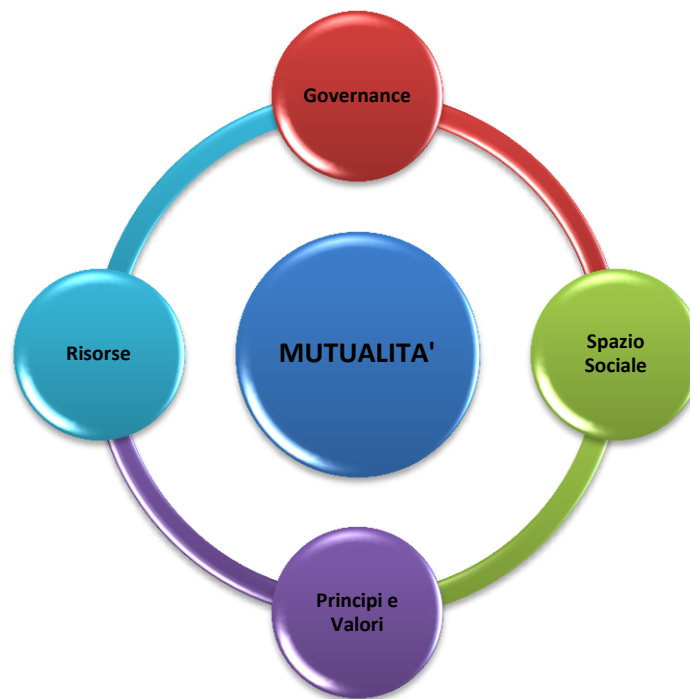 Governance
Risorse
MUTUALITA'
Spazio
Sociale
Principi e
Valori